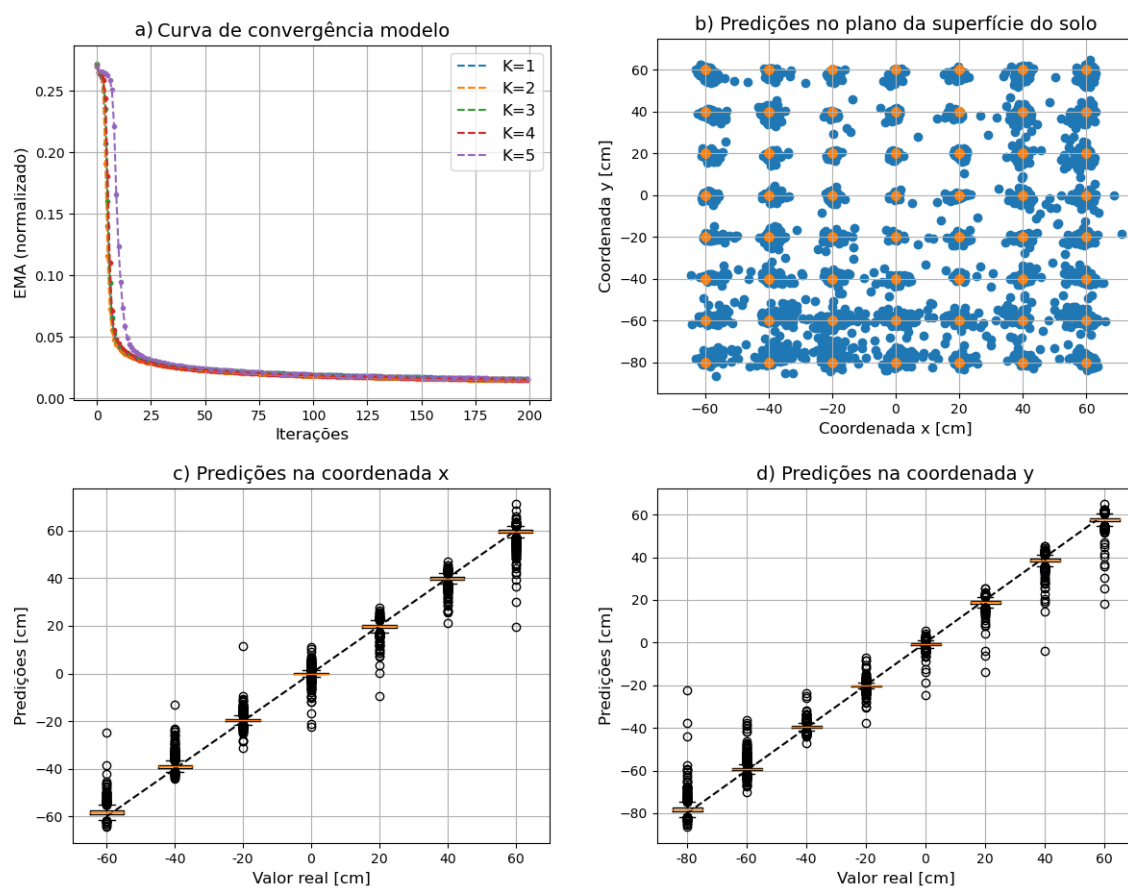 a) Curva de convergência modelo
EMA (normalizado)
0.25
0.20
0.15
0.10
0.05
0.00
K=1
K=2
K=3
K=4
K=5
0 25 50 75 100 125 150 175 200
Iterações
b) Predições no plano da superfície do solo
Coordenada y [cm]
60
40
20
0
−20
−40
−60
−80
−60 −40 −20 0 20 40 60
Coordenada x [cm]
c) Predições na coordenada x
Predições [cm]
60
40
20
0
−20
−40
−60
-60 -40 -20 0 20 40 60
Valor real [cm]
d) Predições na coordenada y
Predições [cm]
60
40
20
0
−20
−40
−60
−80
-80 -60 -40 -20 0 20 40 60
Valor real [cm]